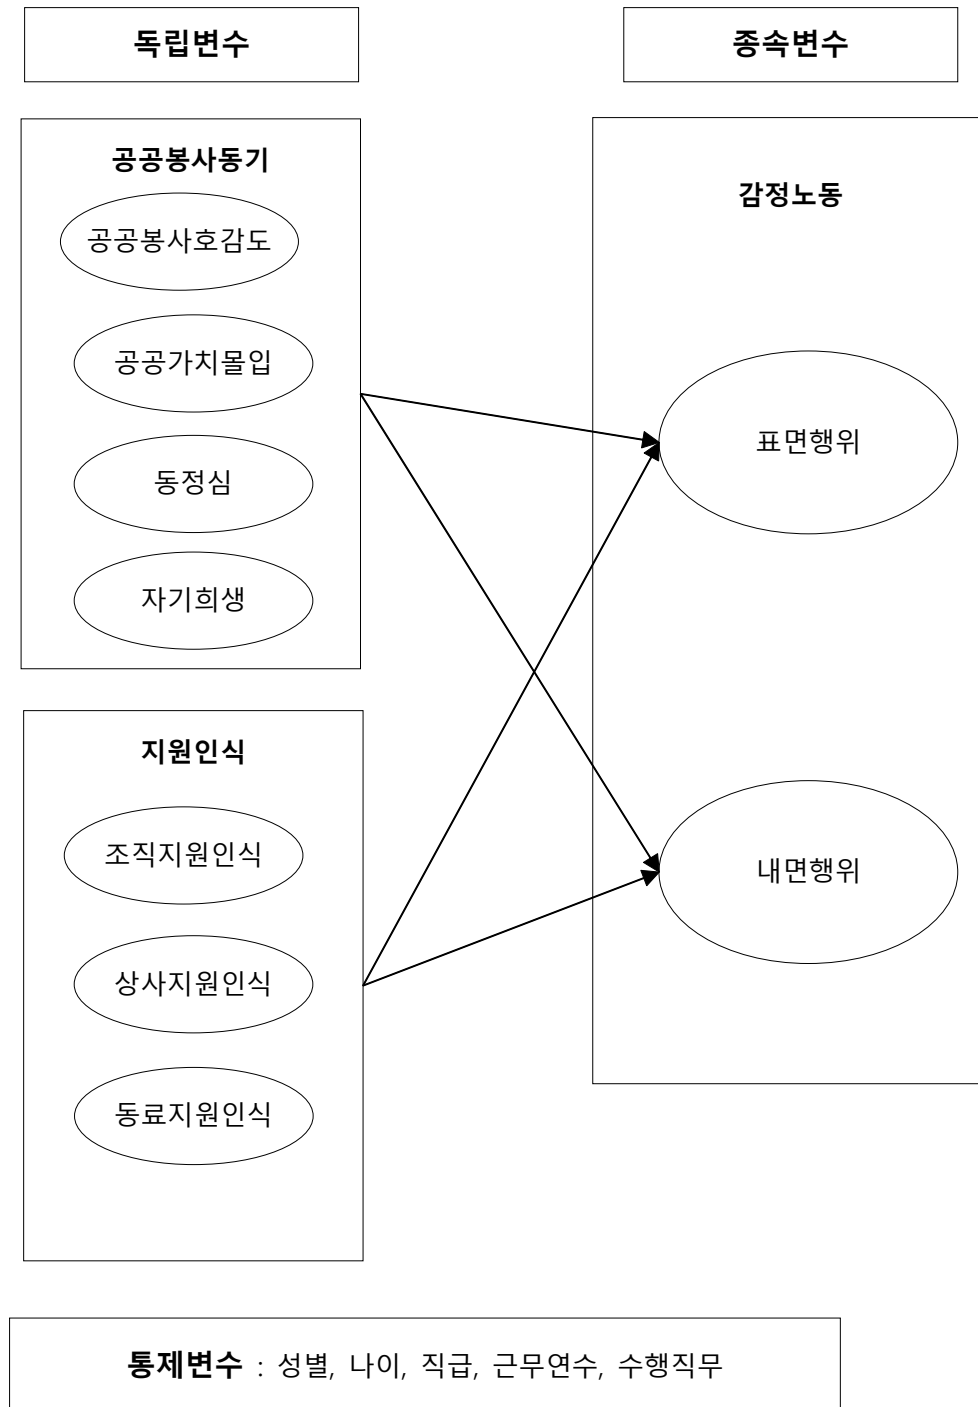 독립변수
종속변수
공공봉사동기
공공봉사호감도
공공가치몰입
동정심
자기희생
감정노동
표면행위
내면행위
지원인식
조직지원인식
상사지원인식
동료지원인식
통제변수 : 성별, 나이, 직급, 근무연수, 수행직무